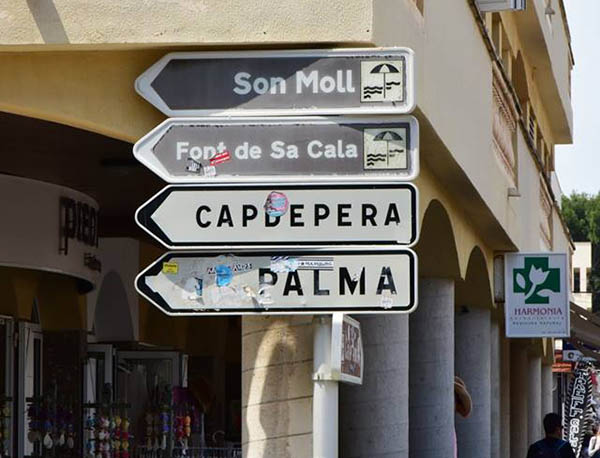 Son Moll
Font de Sa Cala
CAPDEPERA
PALMA
HARMONIA